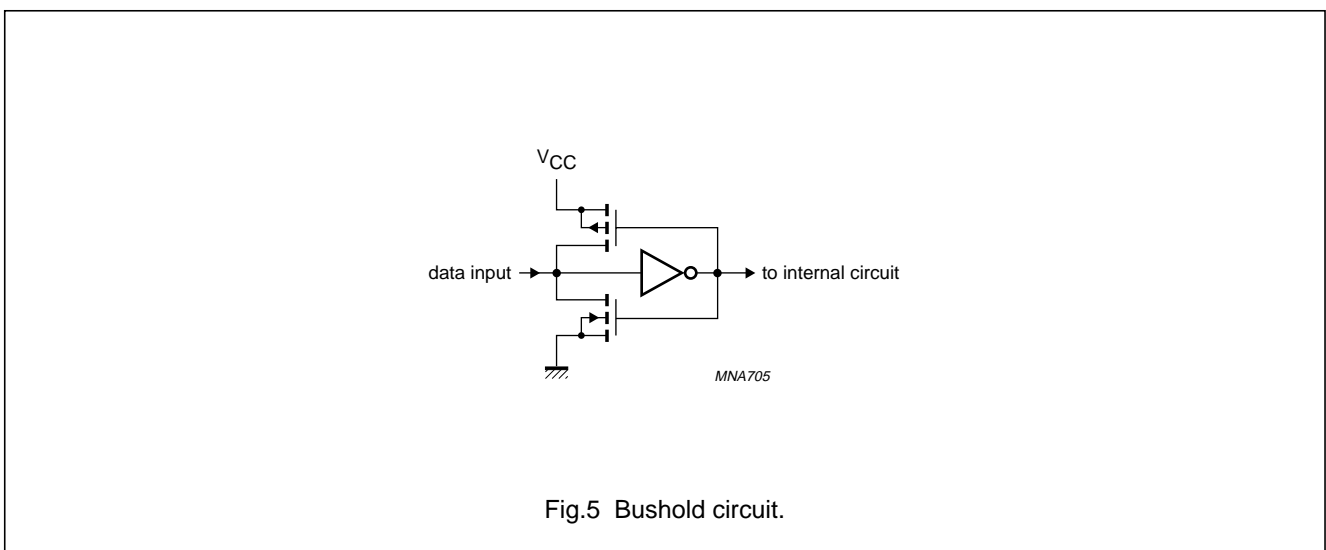 VCC
data input
to internal circuit
MNA705
Fig.5 Bushold circuit.